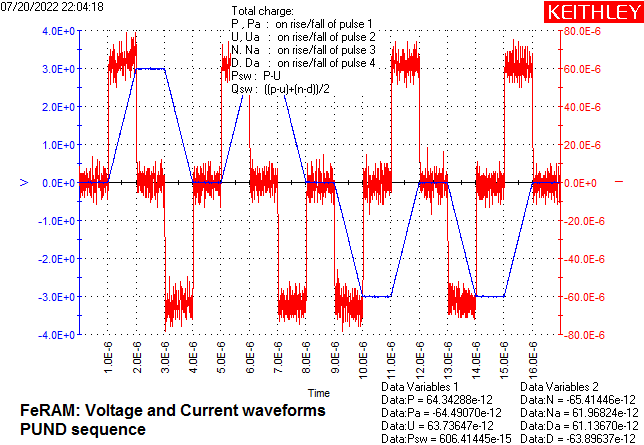 07/20/2022 22:04:18
KEITHLEY
Total charge:
P , Pa : on rise/fall of pulse 1
U, Ua : on rise/fall of pulse 2
N. Na : on rise/fall of pulse 3
D. Da : on rise/fall of pulse 4
Psw : P-U
Qsw : ((p-u)+(n-d))/2
4.0E+0
3.0E+0
2.0E+0
1.0E+0
0.0E+0
-1.0E+0
-2.0E+0
-3.0E+0
-4.0E+0
V
80.0E-6
60.0E-6
40.0E-6
20.0E-6
0.0E+0
-20.0E-6
-40.0E-6
-60.0E-6
-80.0E-6
I
1.0E-6
2.0E-6
3.0E-6
4.0E-6
5.0E-6
6.0E-6
7.0E-6
8.0E-6
9.0E-6
10.0E-6
11.0E-6
12.0E-6
13.0E-6
14.0E-6
15.0E-6
16.0E-6
Time
FeRAM: Voltage and Current waveforms
PUND sequence
Data Variables 1
Data:P = 64.34288e-12
Data:Pa = -64.49070e-12
Data:U = 63.73647e-12
Data:Psw = 606.41445e-15
Data Variables 2
Data:N = -65.41446e-12
Data:Na = 61.96824e-12
Data:Da = 61.13670e-12
Data:D = -63.89637e-12